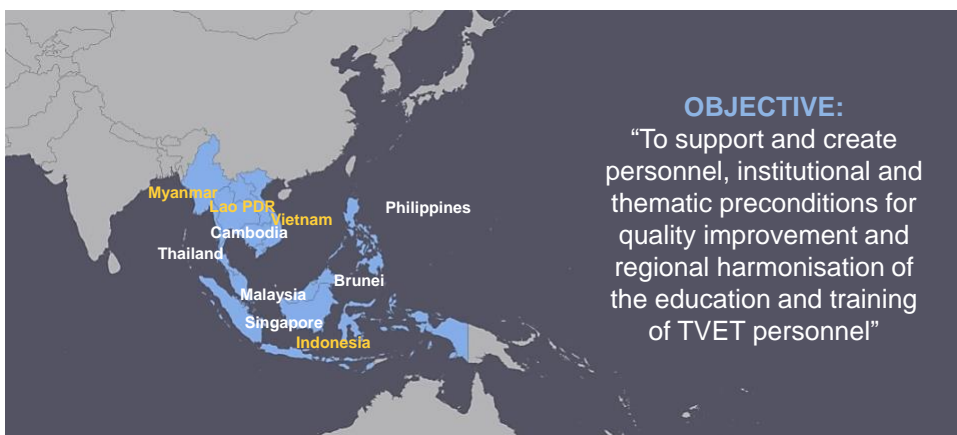 Myanmar
Lao PDR
Vietnam
Cambodia
Thailand
Philippines
Brunei
Malaysia
Singapore
Indonesia
OBJECTIVE:
“To support and create
personnel, institutional and
thematic preconditions for
quality improvement and
regional harmonisation of
the education and training
of TVET personnel”